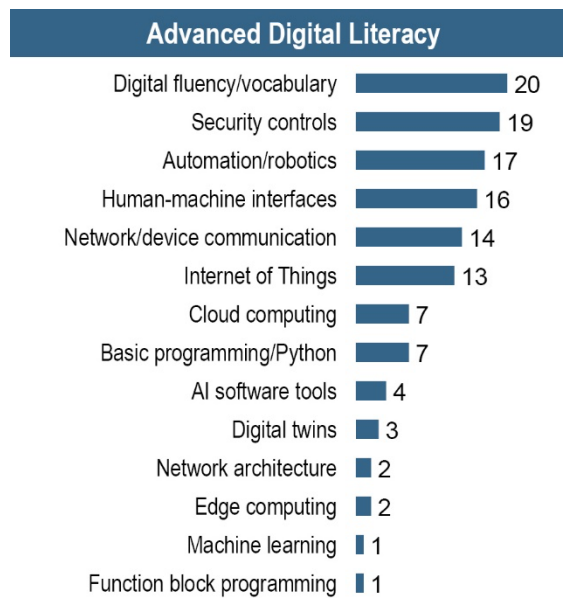 Advanced Digital Literacy
Digital fluency/vocabulary 20
Security controls 19
Automation/robotics 17
Human-machine interfaces 16
Network/device communication 14
Internet of Things 13
Cloud computing 7
Basic programming/Python 7
AI software tools 4
Digital twins 3
Network architecture 2
Edge computing 2
Machine learning 1
Function block programming 1